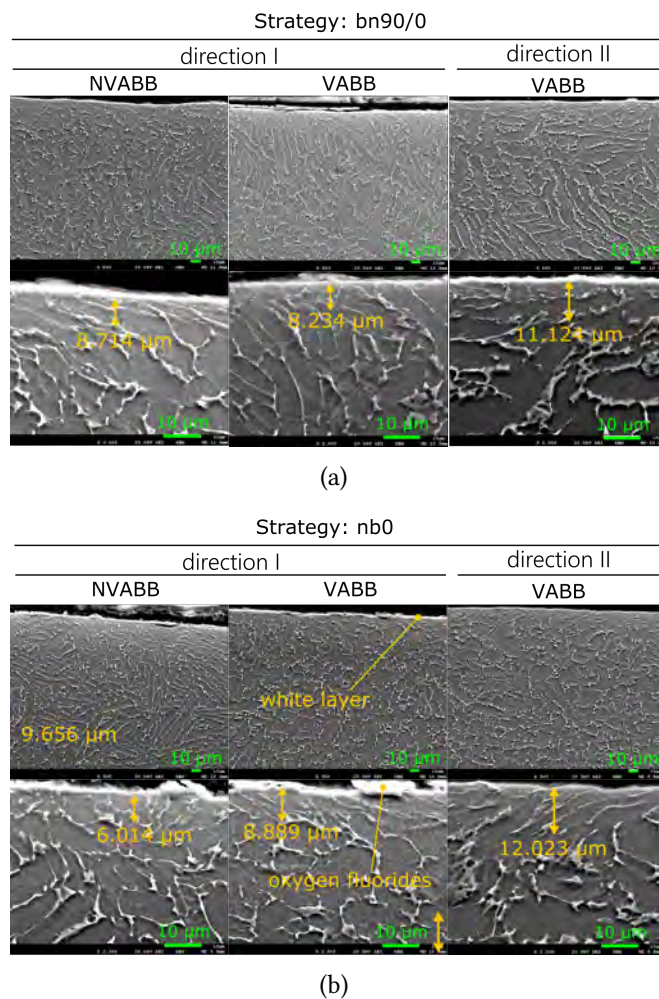 Strategy: bn90/0
direction I
direction II
NVABB
VABB
VABB
10 μm
10 μm
10 μm
8.714 μm
8.234 μm
11.124 μm
10 μm
10 μm
10 μm
(a)
Strategy: nb0
direction I
direction II
NVABB
VABB
VABB
white layer
9.656 μm
10 μm
10 μm
10 μm
6.014 μm
8.889 μm
12.023 μm
oxygen fluorides
10 μm
10 μm
10 μm
(b)